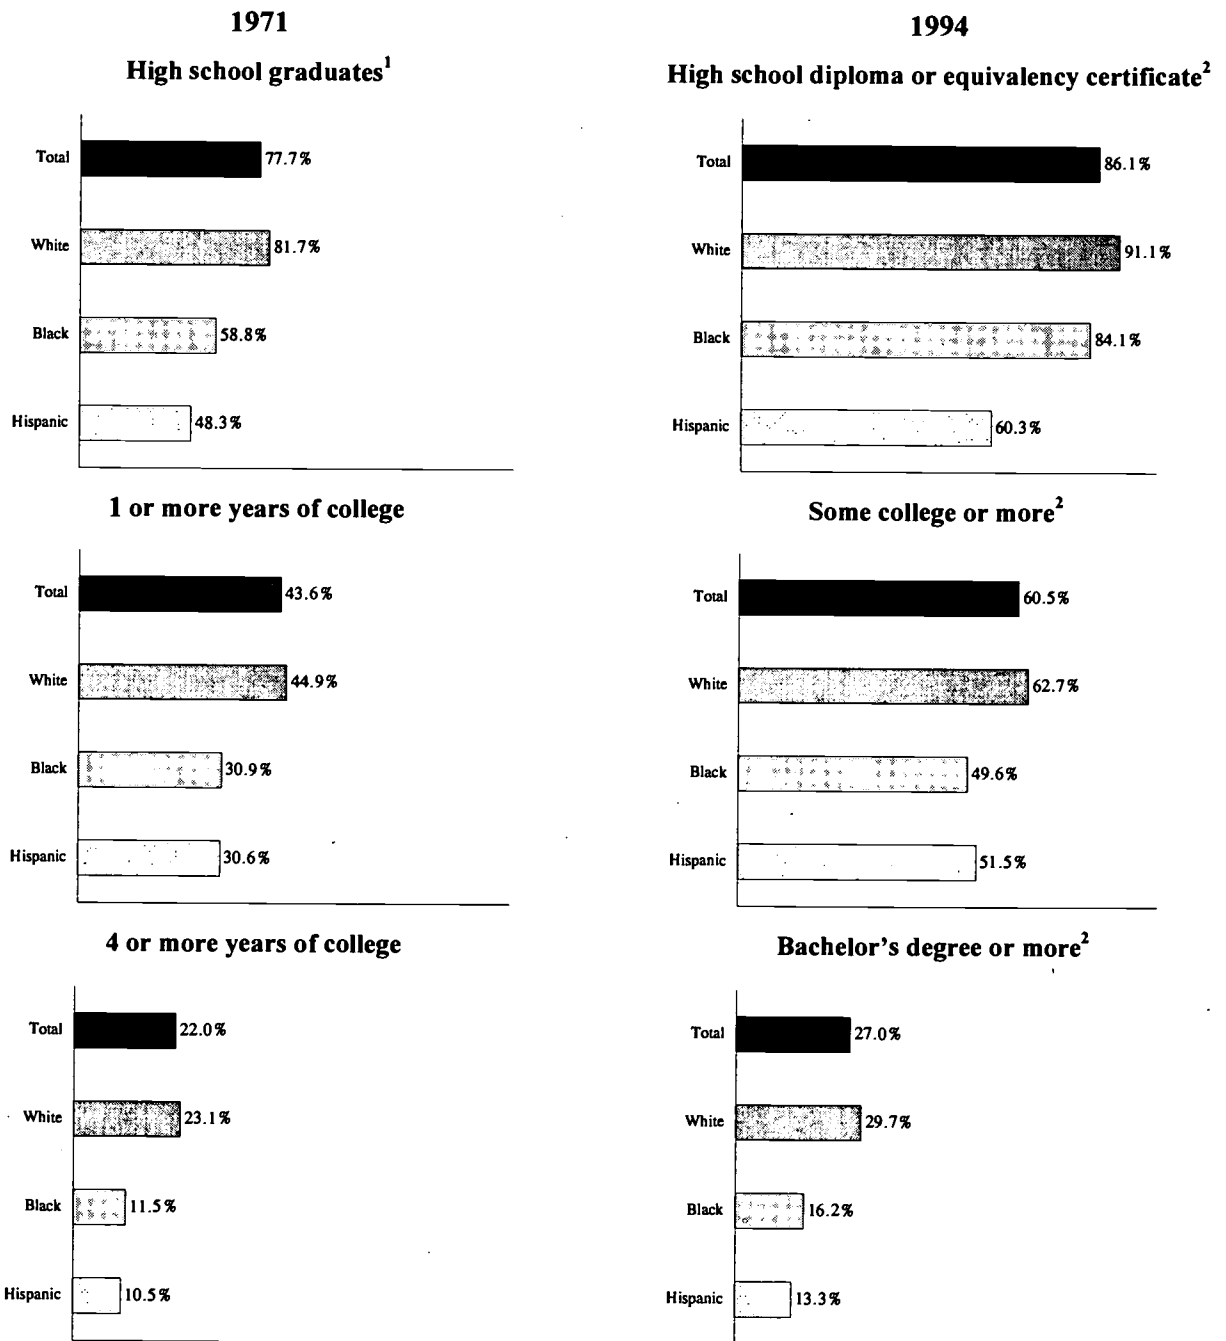 1971
High school graduates1
Total 77.7%
White 81.7%
Black 58.8%
Hispanic 48.3%
1 or more years of college
Total 43.6%
White 44.9%
Black 30.9%
Hispanic 30.6%
4 or more years of college
Total 22.0%
White 23.1%
Black 11.5%
Hispanic 10.5%
1994
High school diploma or equivalency certificate2
Total 86.1%
White 91.1%
Black 84.1%
Hispanic 60.3%
Some college or more2
Total 60.5%
White 62.7%
Black 49.6%
Hispanic 51.5%
Bachelor's degree or more2
Total 27.0%
White 29.7%
Black 16.2%
Hispanic 13.3%